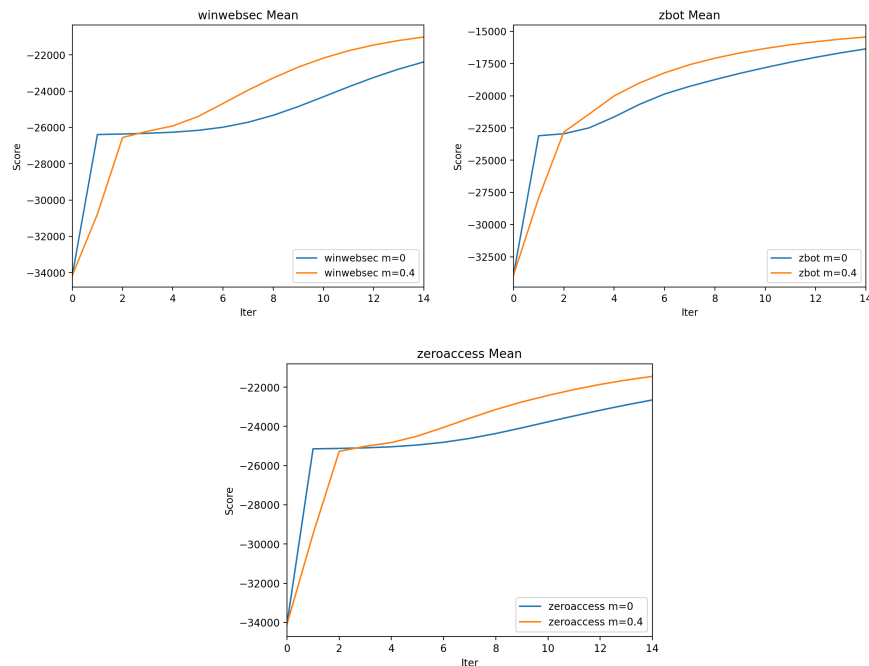 winwebsec Mean
−22000
−24000
−26000
−28000
−30000
−32000
−34000
Score
0 2 4 6 8 10 12 14
Iter
winwebsec m=0
winwebsec m=0.4
zbot Mean
−15000
−17500
−20000
−22500
−25000
−27500
−30000
−32500
Score
0 2 4 6 8 10 12 14
Iter
zbot m=0
zbot m=0.4
zeroaccess Mean
−22000
−24000
−26000
−28000
−30000
−32000
−34000
Score
0 2 4 6 8 10 12 14
Iter
zeroaccess m=0
zeroaccess m=0.4